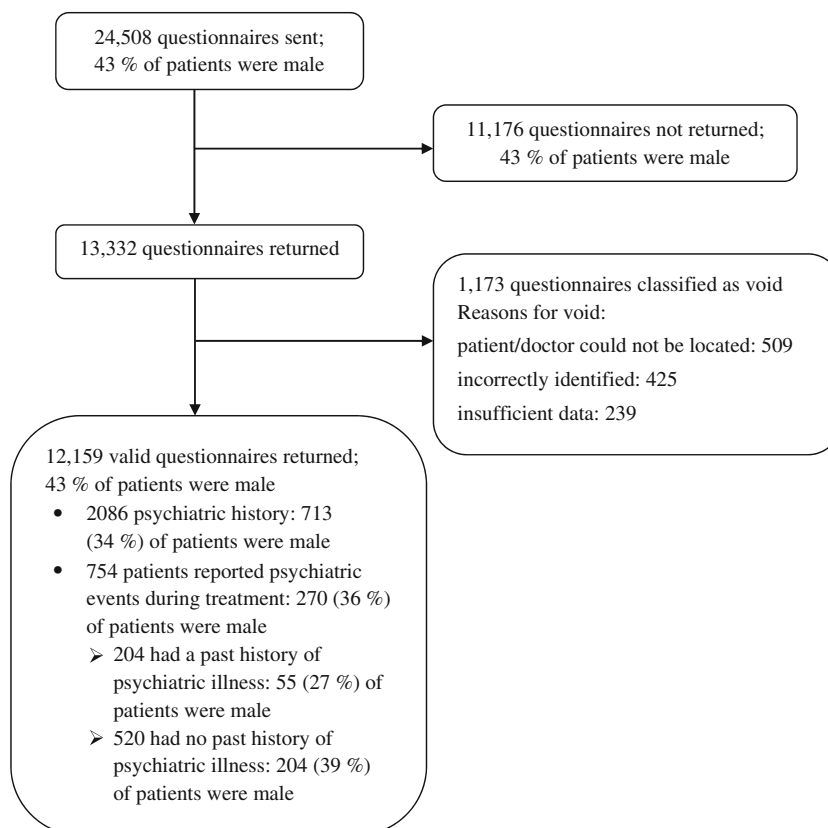 24,508 questionnaires sent;
43 % of patients were male
11,176 questionnaires not returned;
43 % of patients were male
13,332 questionnaires returned
1,173 questionnaires classified as void
Reasons for void:
patient/doctor could not be located: 509
incorrectly identified: 425
insufficient data: 239
12,159 valid questionnaires returned;
43 % of patients were male
• 2086 psychiatric history: 713
(34 %) of patients were male
• 754 patients reported psychiatric
events during treatment: 270 (36 %)
of patients were male
➢ 204 had a past history of
psychiatric illness: 55 (27 %) of
patients were male
➢ 520 had no past history of
psychiatric illness: 204 (39 %)
of patients were male